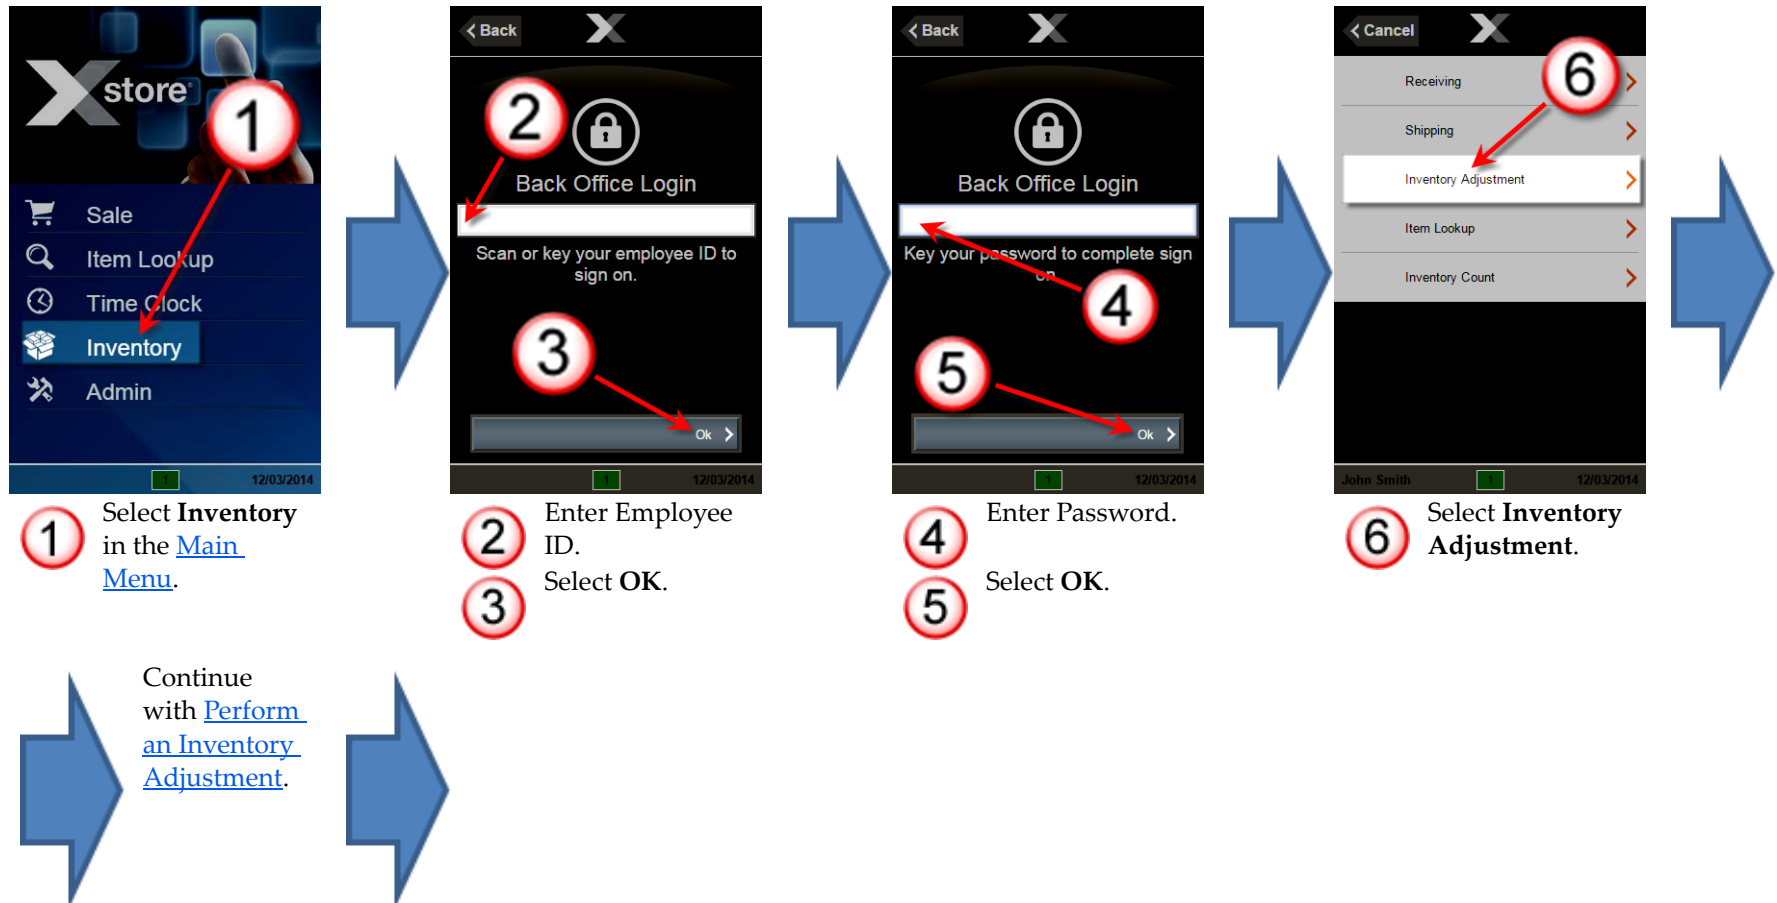 Xstore®
1
Sale
Item Lookup
Time Clock
Inventory
Admin
1
12/03/2014
1
Select Inventory
in the Main
Menu.
Back
X
2
Back Office Login
Scan or key your employee ID to
sign on.
3
Ok
1
12/03/2014
2
Enter Employee
ID.
3
Select OK.
Back
X
Back Office Login
Key your password to complete sign
on.
4
5
Ok
1
12/03/2014
4
Enter Password.
5
Select OK.
Cancel
X
6
Receiving
Shipping
Inventory Adjustment
Item Lookup
Inventory Count
John Smith
1
12/03/2014
6
Select Inventory
Adjustment.
Continue
with Perform
an Inventory
Adjustment.